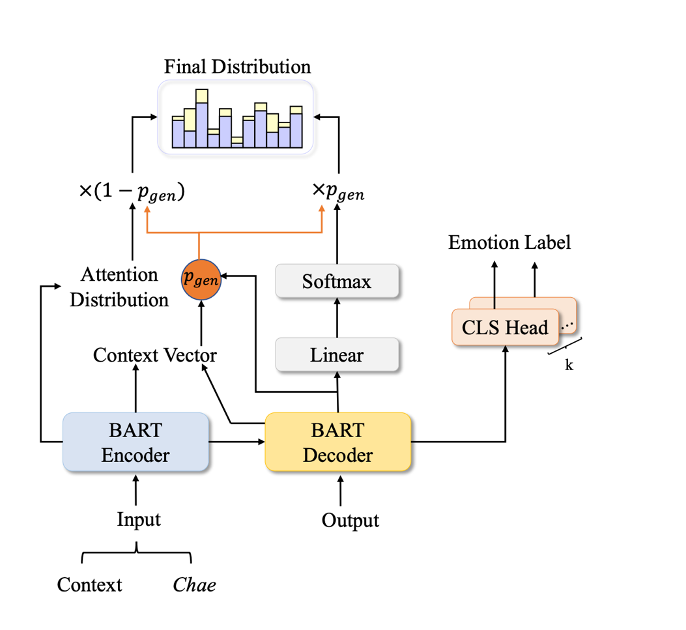 Final Distribution
×(1 − p_gen)
×p_gen
Emotion Label
Attention
Distribution
p_gen
Softmax
CLS Head
...
k
Context Vector
Linear
BART
Encoder
BART
Decoder
Input
Output
Context
Chae